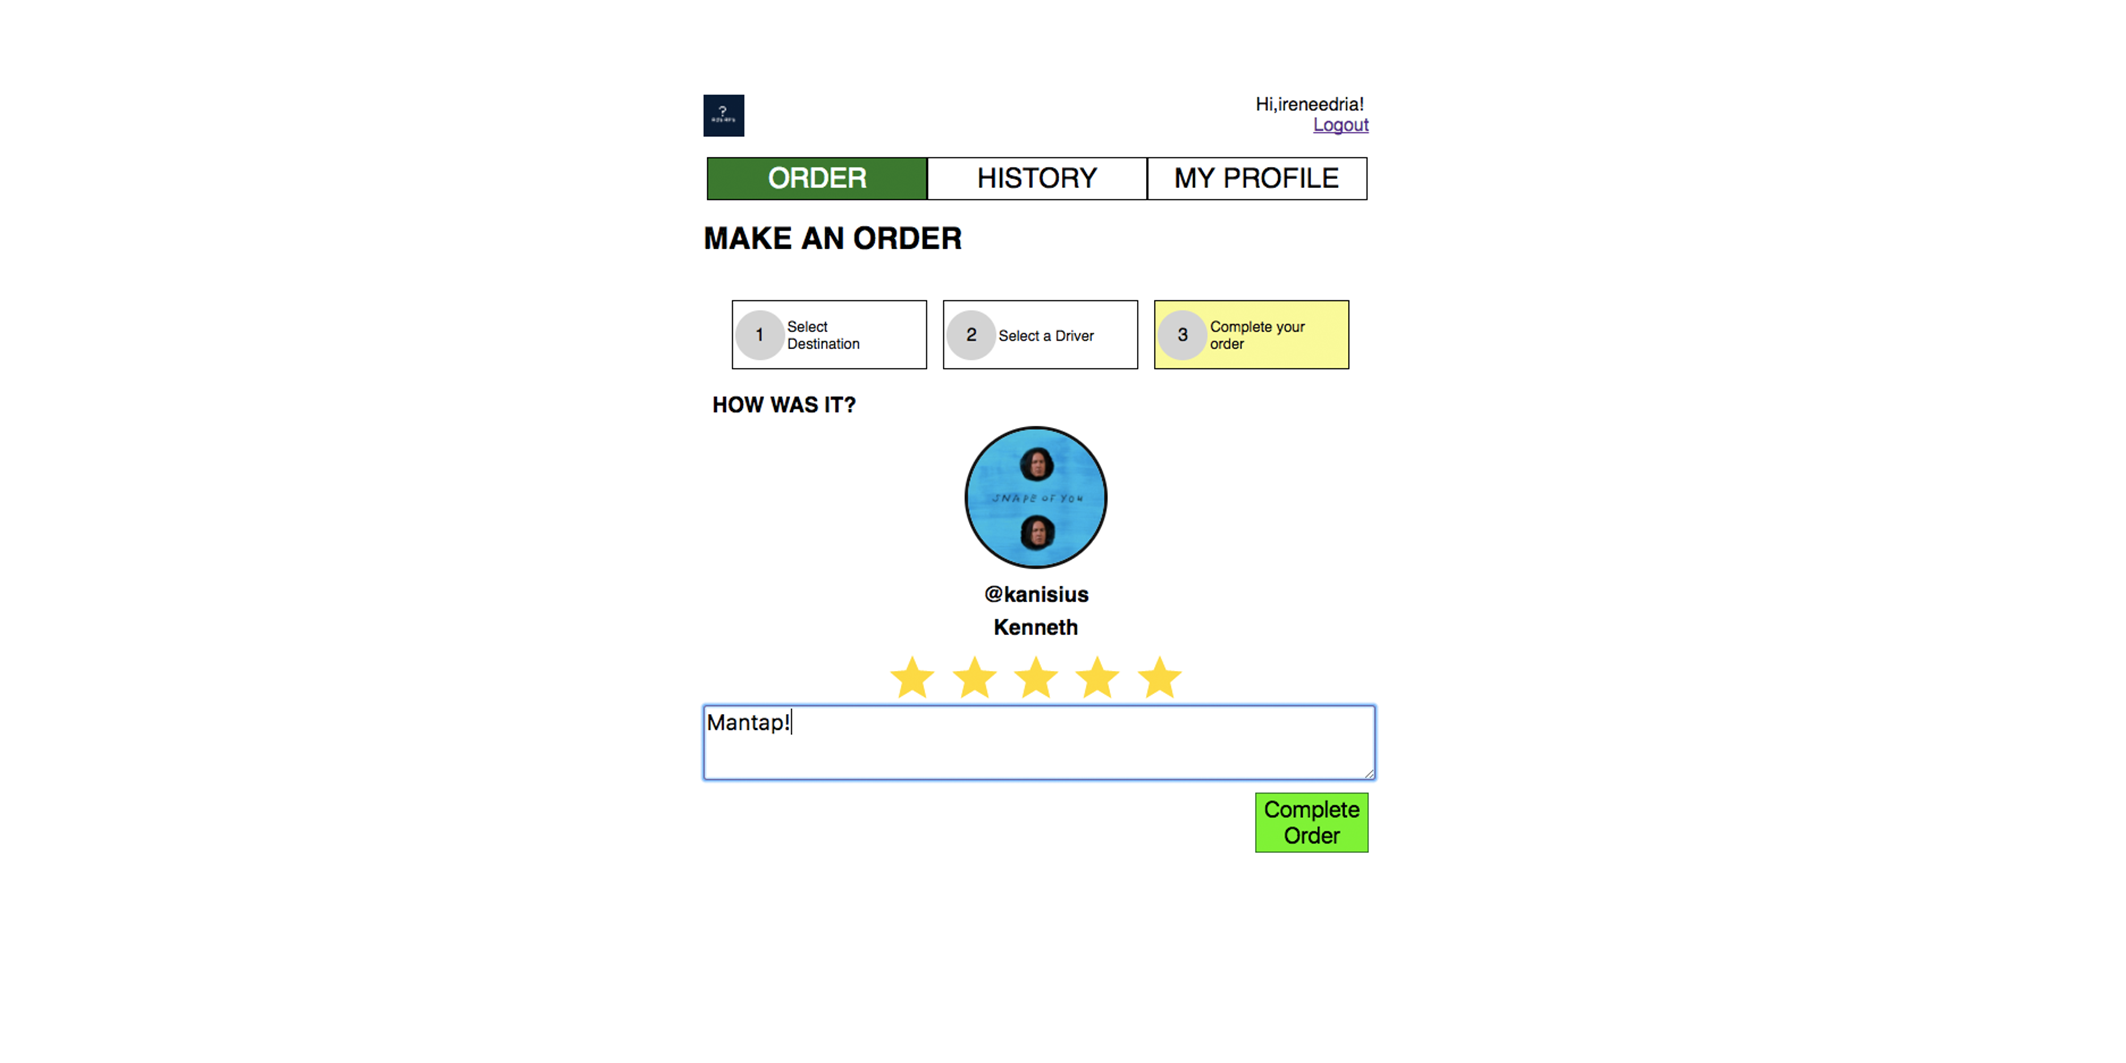 ?
Hi,ireneedria!
Logout
ORDER
HISTORY
MY PROFILE
MAKE AN ORDER
1
Select
Destination
2
Select a Driver
3
Complete your
order
HOW WAS IT?
SNAPE OF YOU
@kanisius
Kenneth
Mantap!
Complete
Order